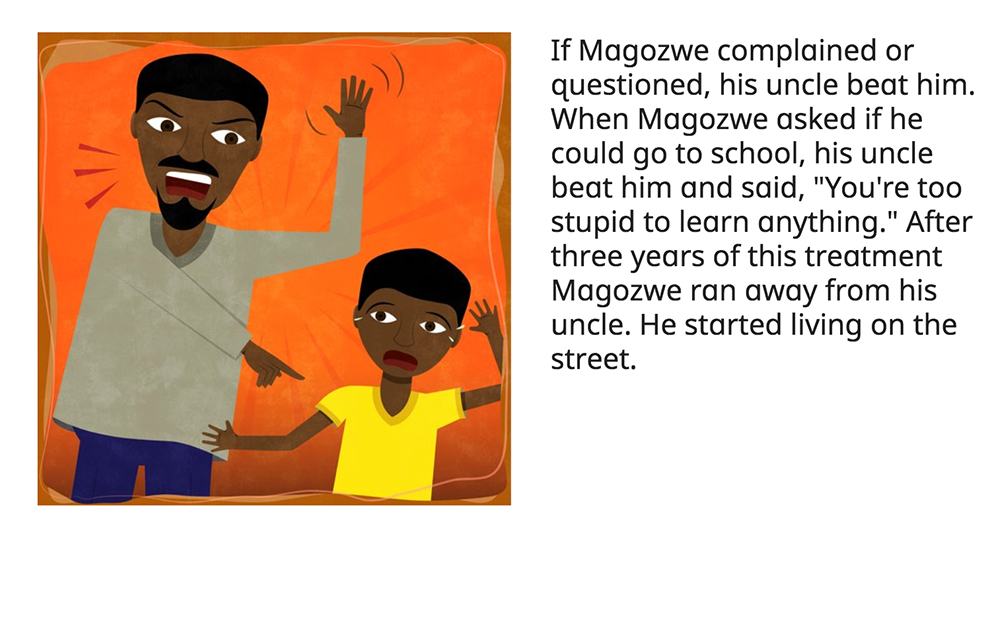 If Magozwe complained or
questioned, his uncle beat him.
When Magozwe asked if he
could go to school, his uncle
beat him and said, "You're too
stupid to learn anything." After
three years of this treatment
Magozwe ran away from his
uncle. He started living on the
street.